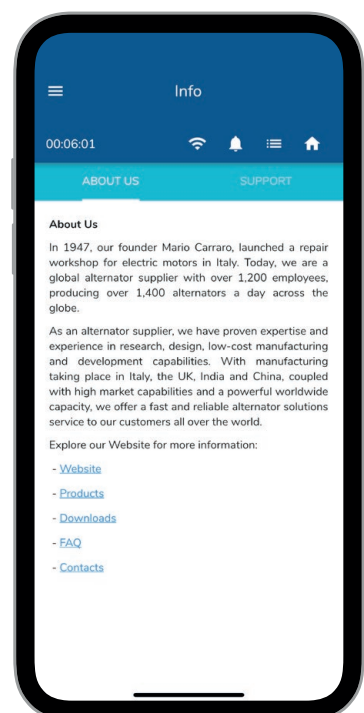 Info
00:06:01
ABOUT US SUPPORT
About Us
In 1947, our founder Mario Carraro, launched a repair
workshop for electric motors in Italy. Today, we are a
global alternator supplier with over 1,200 employees,
producing over 1,400 alternators a day across the
globe.
As an alternator supplier, we have proven expertise and
experience in research, design, low-cost manufacturing
and development capabilities. With manufacturing
taking place in Italy, the UK, India and China, coupled
with high market capabilities and a powerful worldwide
capacity, we offer a fast and reliable alternator solutions
service to our customers all over the world.
Explore our Website for more information:
- Website
- Products
- Downloads
- FAQ
- Contacts